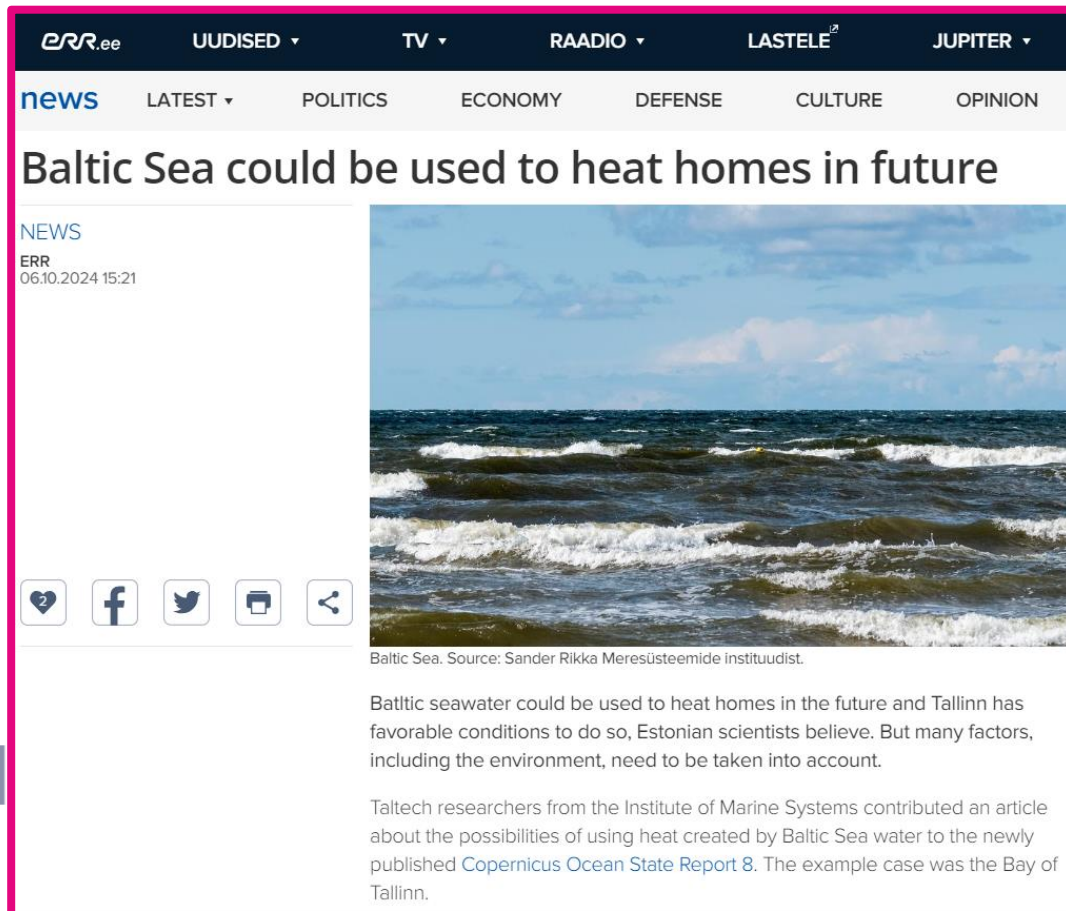 err.ee UUDISED TV RAADIO LASTELE JUPITER
news LATEST POLITICS ECONOMY DEFENSE CULTURE OPINION
Baltic Sea could be used to heat homes in future
NEWS
ERR
06.10.2024 15:21
2
Baltic Sea. Source: Sander Rikka Meresüsteemide instituudist.
Batltic seawater could be used to heat homes in the future and Tallinn has
favorable conditions to do so, Estonian scientists believe. But many factors,
including the environment, need to be taken into account.
Taltech researchers from the Institute of Marine Systems contributed an article
about the possibilities of using heat created by Baltic Sea water to the newly
published Copernicus Ocean State Report 8. The example case was the Bay of
Tallinn.